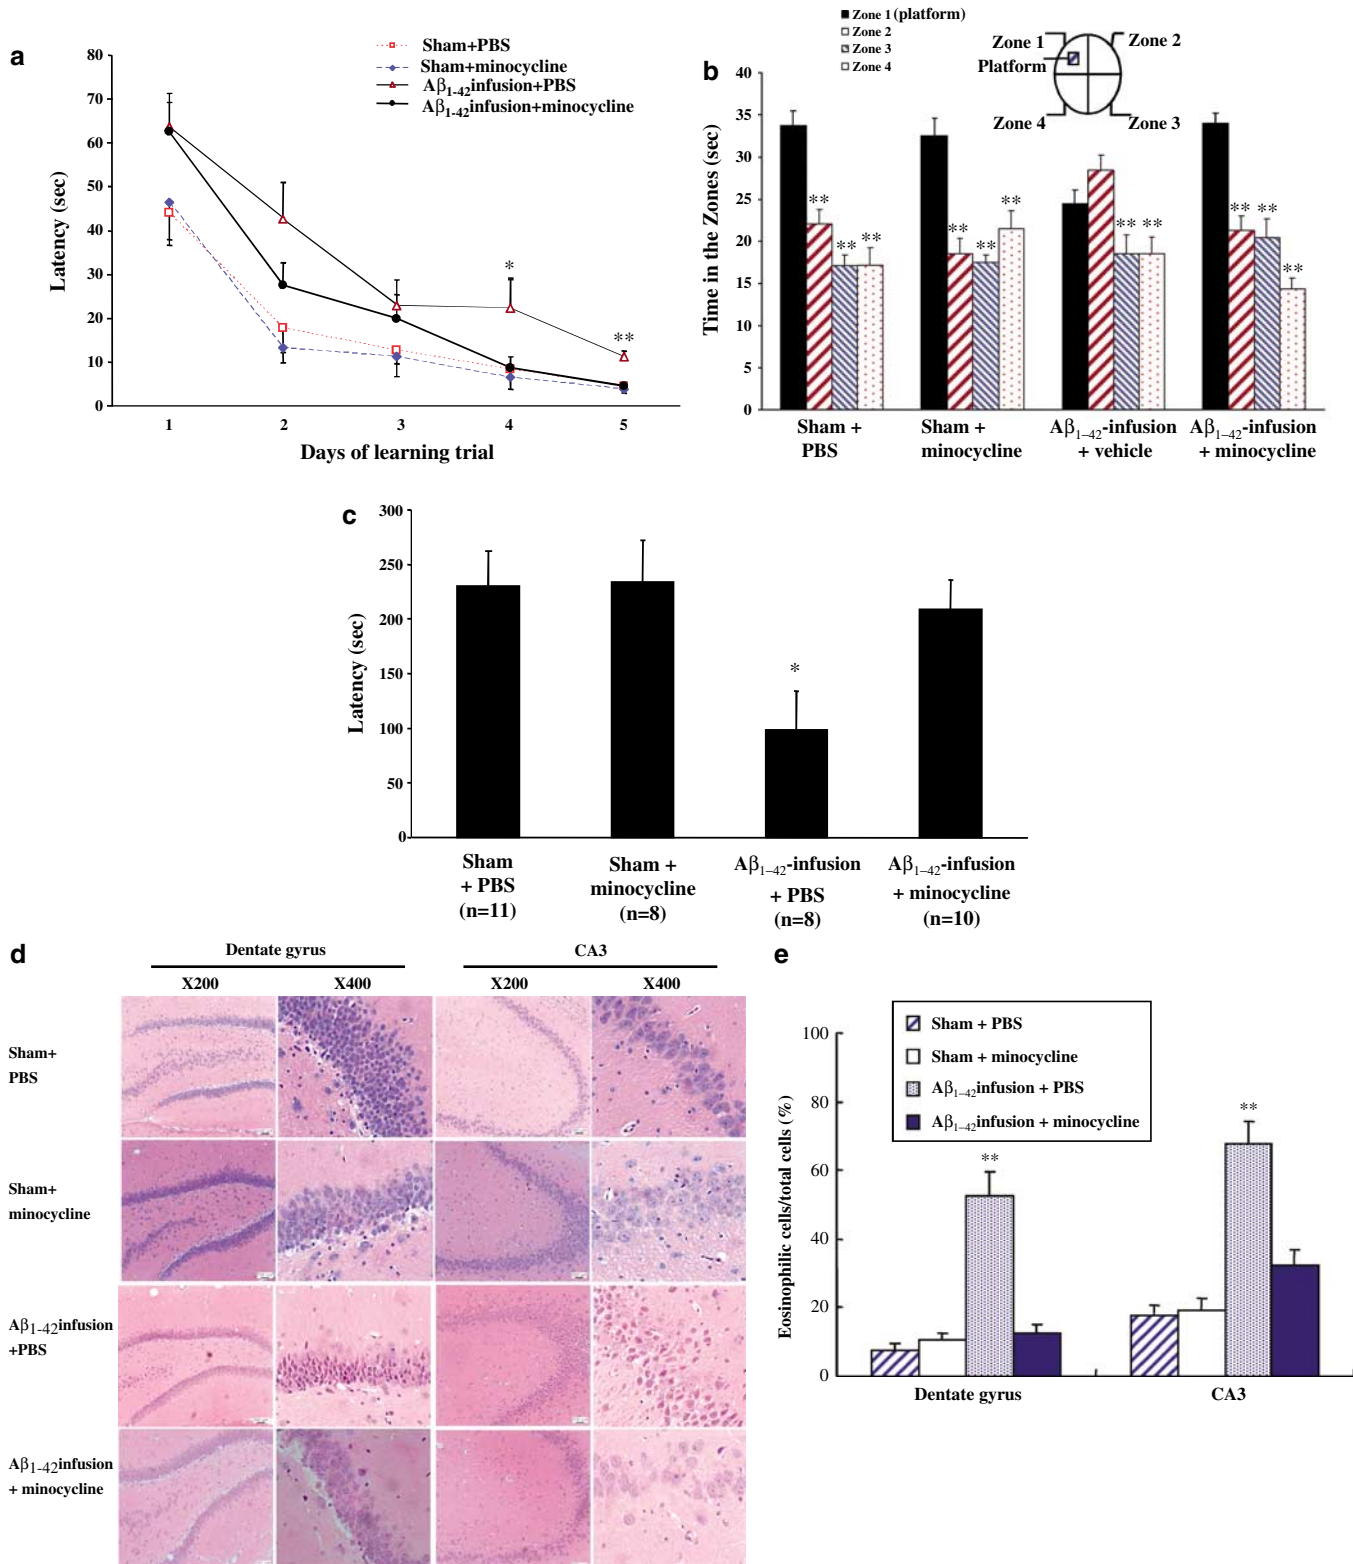 a
Sham+PBS
Sham+minocycline
Aβ1-42infusion+PBS
Aβ1-42infusion+minocycline
80
70
60
50
40
30
20
10
0
Latency (sec)
*
**
1 2 3 4 5
Days of learning trial
b
Zone 1 (platform)
Zone 2
Zone 3
Zone 4
Zone 1
Zone 2
Platform
Zone 4
Zone 3
40
35
30
25
20
15
10
5
0
Time in the Zones (sec)
** ** **
** ** **
** **
** ** **
Sham +
PBS
Sham +
minocycline
Aβ1–42-infusion
+ vehicle
Aβ1–42-infusion
+ minocycline
c
300
250
200
150
100
50
0
Latency (sec)
*
Sham
+ PBS
(n=11)
Sham +
minocycline
(n=8)
Aβ1–42-infusion
+ PBS
(n=8)
Aβ1–42-infusion
+ minocycline
(n=10)
d
Dentate gyrus
CA3
X200 X400 X200 X400
Sham+
PBS
Sham+
minocycline
Aβ1-42infusion
+PBS
Aβ1-42infusion
+ minocycline
e
Sham + PBS
Sham + minocycline
Aβ1–42infusion + PBS
Aβ1–42infusion + minocycline
100
80
60
40
20
0
Eosinophilic cells/total cells (%)
**
**
Dentate gyrus
CA3